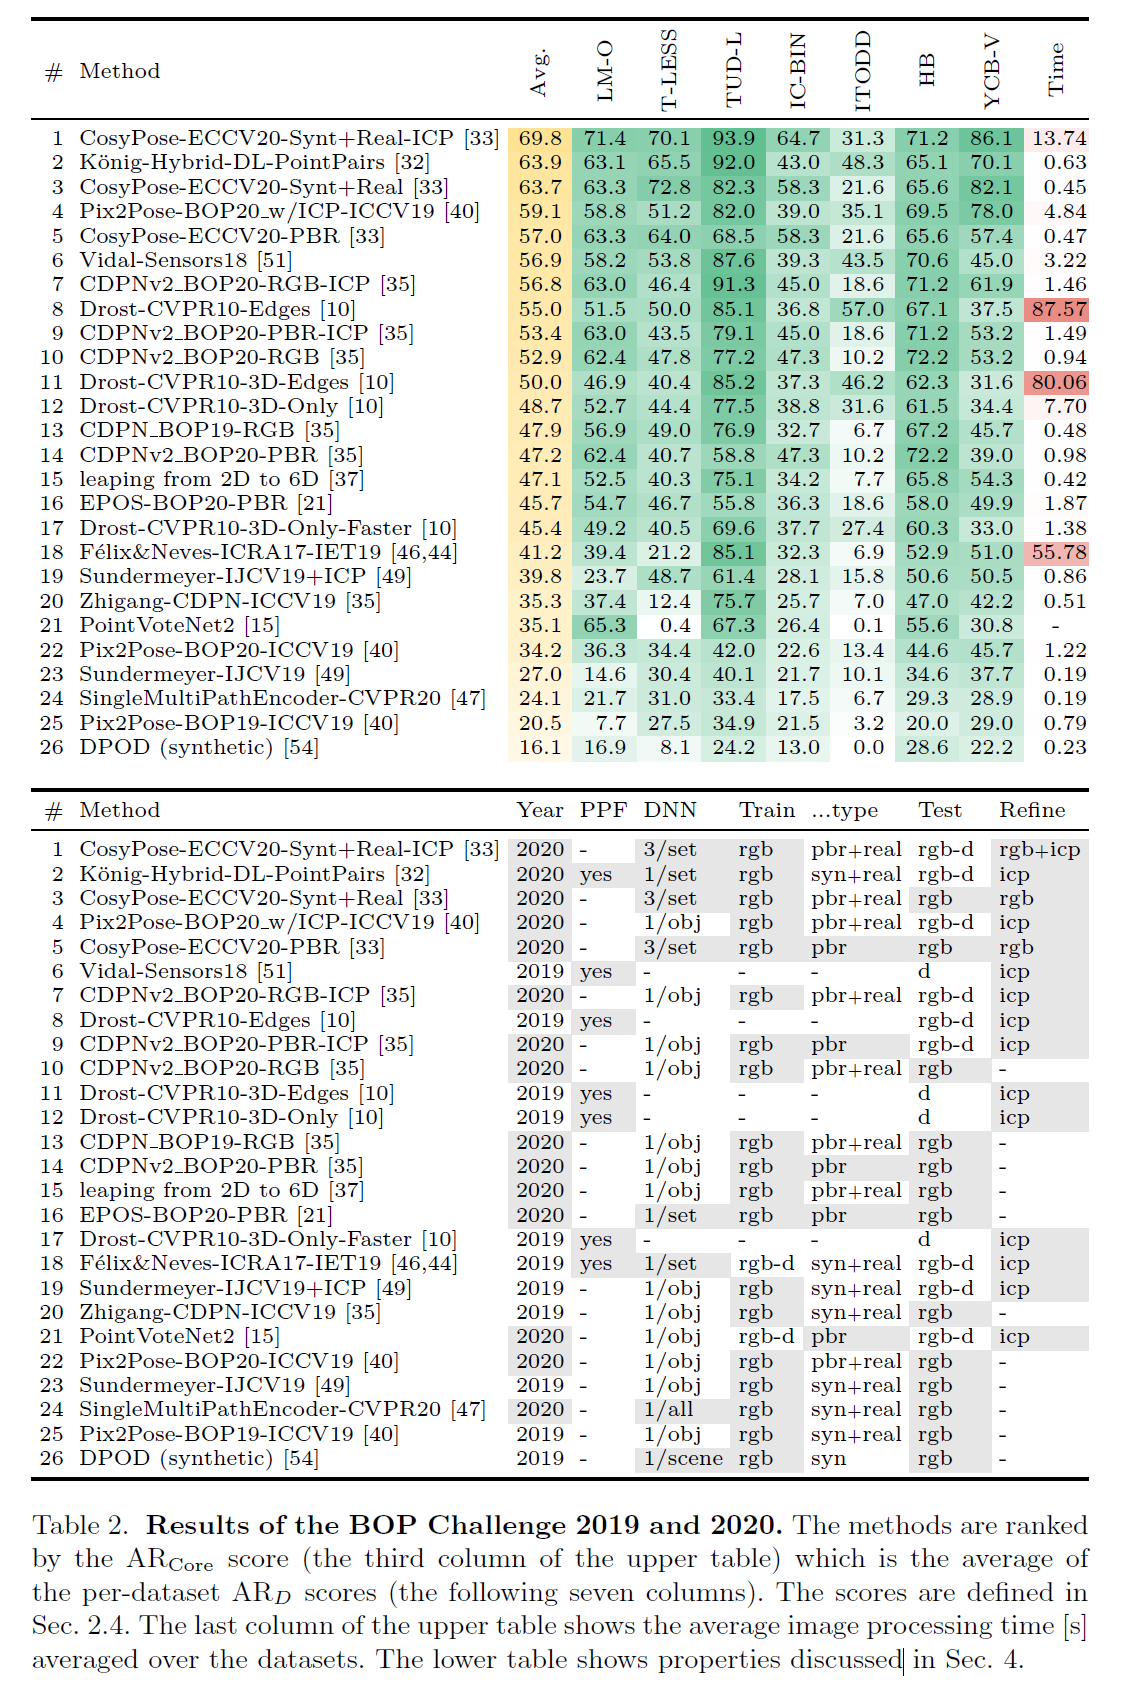 # Method Avg. LM-O T-LESS TUD-L IC-BIN ITODD HB YCB-V Time
1 CosyPose-ECCV20-Synt+Real-ICP [33] 69.8 71.4 70.1 93.9 64.7 31.3 71.2 86.1 13.74
2 König-Hybrid-DL-PointPairs [32] 63.9 63.1 65.5 92.0 43.0 48.3 65.1 70.1 0.63
3 CosyPose-ECCV20-Synt+Real [33] 63.7 63.3 72.8 82.3 58.3 21.6 65.6 82.1 0.45
4 Pix2Pose-BOP20_w/ICP-ICCV19 [40] 59.1 58.8 51.2 82.0 39.0 35.1 69.5 78.0 4.84
5 CosyPose-ECCV20-PBR [33] 57.0 63.3 64.0 68.5 58.3 21.6 65.6 57.4 0.47
6 Vidal-Sensors18 [51] 56.9 58.2 53.8 87.6 39.3 43.5 70.6 45.0 3.22
7 CDPNv2_BOP20-RGB-ICP [35] 56.8 63.0 46.4 91.3 45.0 18.6 71.2 61.9 1.46
8 Drost-CVPR10-Edges [10] 55.0 51.5 50.0 85.1 36.8 57.0 67.1 37.5 87.57
9 CDPNv2_BOP20-PBR-ICP [35] 53.4 63.0 43.5 79.1 45.0 18.6 71.2 53.2 1.49
10 CDPNv2_BOP20-RGB [35] 52.9 62.4 47.8 77.2 47.3 10.2 72.2 53.2 0.94
11 Drost-CVPR10-3D-Edges [10] 50.0 46.9 40.4 85.2 37.3 46.2 62.3 31.6 80.06
12 Drost-CVPR10-3D-Only [10] 48.7 52.7 44.4 77.5 38.8 31.6 61.5 34.4 7.70
13 CDPN_BOP19-RGB [35] 47.9 56.9 49.0 76.9 32.7 6.7 67.2 45.7 0.48
14 CDPNv2_BOP20-PBR [35] 47.2 62.4 40.7 58.8 47.3 10.2 72.2 39.0 0.98
15 leaping from 2D to 6D [37] 47.1 52.5 40.3 75.1 34.2 7.7 65.8 54.3 0.42
16 EPOS-BOP20-PBR [21] 45.7 54.7 46.7 55.8 36.3 18.6 58.0 49.9 1.87
17 Drost-CVPR10-3D-Only-Faster [10] 45.4 49.2 40.5 69.6 37.7 27.4 60.3 33.0 1.38
18 Félix&Neves-ICRA17-IET19 [46,44] 41.2 39.4 21.2 85.1 32.3 6.9 52.9 51.0 55.78
19 Sundermeyer-IJCV19+ICP [49] 39.8 23.7 48.7 61.4 28.1 15.8 50.6 50.5 0.86
20 Zhigang-CDPN-ICCV19 [35] 35.3 37.4 12.4 75.7 25.7 7.0 47.0 42.2 0.51
21 PointVoteNet2 [15] 35.1 65.3 0.4 67.3 26.4 0.1 55.6 30.8 -
22 Pix2Pose-BOP20-ICCV19 [40] 34.2 36.3 34.4 42.0 22.6 13.4 44.6 45.7 1.22
23 Sundermeyer-IJCV19 [49] 27.0 14.6 30.4 40.1 21.7 10.1 34.6 37.7 0.19
24 SingleMultiPathEncoder-CVPR20 [47] 24.1 21.7 31.0 33.4 17.5 6.7 29.3 28.9 0.19
25 Pix2Pose-BOP19-ICCV19 [40] 20.5 7.7 27.5 34.9 21.5 3.2 20.0 29.0 0.79
26 DPOD (synthetic) [54] 16.1 16.9 8.1 24.2 13.0 0.0 28.6 22.2 0.23
# Method Year PPF DNN Train ...type Test Refine
1 CosyPose-ECCV20-Synt+Real-ICP [33] 2020 - 3/set rgb pbr+real rgb-d rgb+icp
2 König-Hybrid-DL-PointPairs [32] 2020 yes 1/set rgb syn+real rgb-d icp
3 CosyPose-ECCV20-Synt+Real [33] 2020 - 3/set rgb pbr+real rgb rgb
4 Pix2Pose-BOP20_w/ICP-ICCV19 [40] 2020 - 1/obj rgb pbr+real rgb-d icp
5 CosyPose-ECCV20-PBR [33] 2020 - 3/set rgb pbr rgb rgb
6 Vidal-Sensors18 [51] 2019 yes - - - d icp
7 CDPNv2_BOP20-RGB-ICP [35] 2020 - 1/obj rgb pbr+real rgb-d icp
8 Drost-CVPR10-Edges [10] 2019 yes - - - rgb-d icp
9 CDPNv2_BOP20-PBR-ICP [35] 2020 - 1/obj rgb pbr rgb-d icp
10 CDPNv2_BOP20-RGB [35] 2020 - 1/obj rgb pbr+real rgb -
11 Drost-CVPR10-3D-Edges [10] 2019 yes - - - d icp
12 Drost-CVPR10-3D-Only [10] 2019 yes - - - d icp
13 CDPN_BOP19-RGB [35] 2020 - 1/obj rgb pbr+real rgb -
14 CDPNv2_BOP20-PBR [35] 2020 - 1/obj rgb pbr rgb -
15 leaping from 2D to 6D [37] 2020 - 1/obj rgb pbr+real rgb -
16 EPOS-BOP20-PBR [21] 2020 - 1/set rgb pbr rgb -
17 Drost-CVPR10-3D-Only-Faster [10] 2019 yes - - - d icp
18 Félix&Neves-ICRA17-IET19 [46,44] 2019 yes 1/set rgb-d syn+real rgb-d icp
19 Sundermeyer-IJCV19+ICP [49] 2019 - 1/obj rgb syn+real rgb-d icp
20 Zhigang-CDPN-ICCV19 [35] 2019 - 1/obj rgb syn+real rgb -
21 PointVoteNet2 [15] 2020 - 1/obj rgb-d pbr rgb-d icp
22 Pix2Pose-BOP20-ICCV19 [40] 2020 - 1/obj rgb pbr+real rgb -
23 Sundermeyer-IJCV19 [49] 2019 - 1/obj rgb syn+real rgb -
24 SingleMultiPathEncoder-CVPR20 [47] 2020 - 1/all rgb syn+real rgb -
25 Pix2Pose-BOP19-ICCV19 [40] 2019 - 1/obj rgb syn+real rgb -
26 DPOD (synthetic) [54] 2019 - 1/scene rgb syn rgb -
Table 2. Results of the BOP Challenge 2019 and 2020. The methods are ranked
by the AR_Core score (the third column of the upper table) which is the average of
the per-dataset AR_D scores (the following seven columns). The scores are defined in
Sec. 2.4. The last column of the upper table shows the average image processing time [s]
averaged over the datasets. The lower table shows properties discussed in Sec. 4.